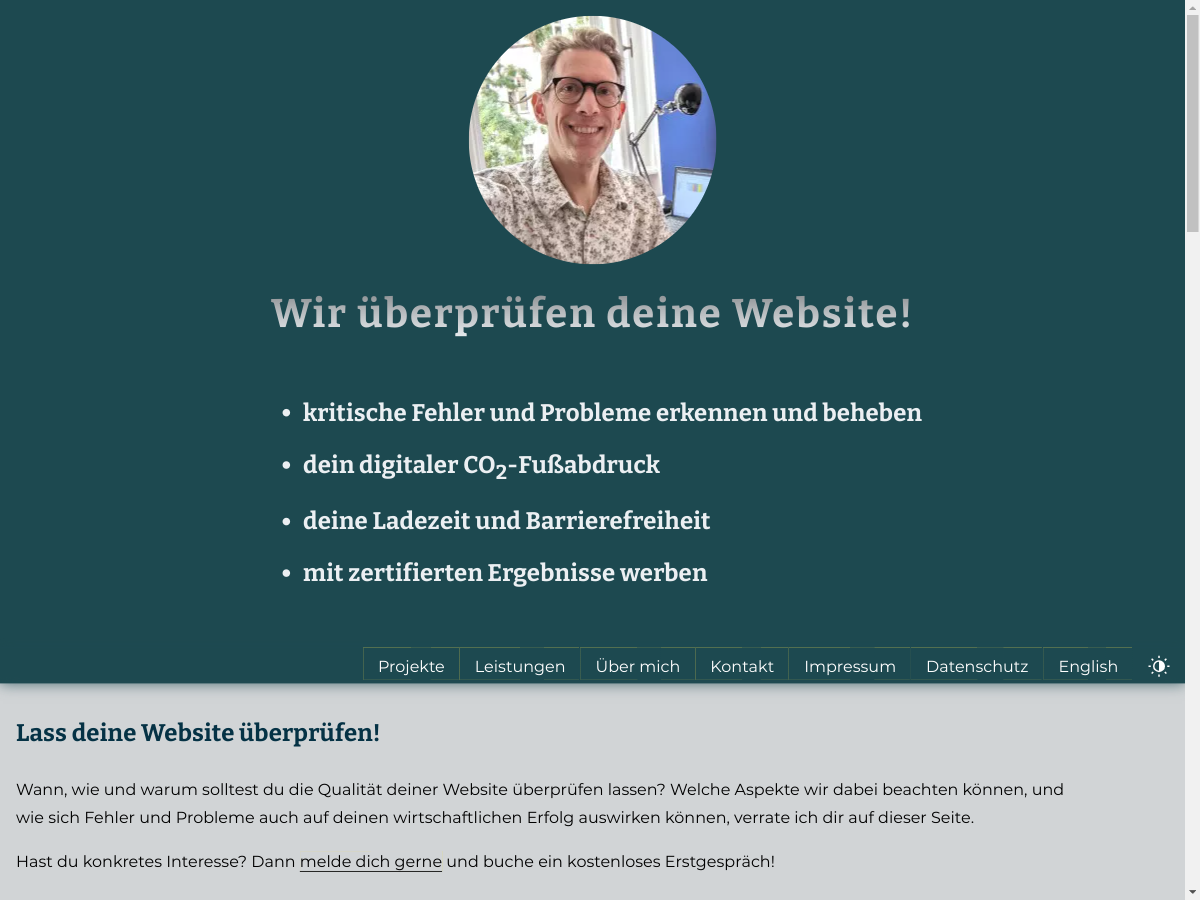 Wir überprüfen deine Website!
• kritische Fehler und Probleme erkennen und beheben
• dein digitaler CO₂-Fußabdruck
• deine Ladezeit und Barrierefreiheit
• mit zertifierten Ergebnisse werben
Projekte Leistungen Über mich Kontakt Impressum Datenschutz English
Lass deine Website überprüfen!
Wann, wie und warum solltest du die Qualität deiner Website überprüfen lassen? Welche Aspekte wir dabei beachten können, und
wie sich Fehler und Probleme auch auf deinen wirtschaftlichen Erfolg auswirken können, verrate ich dir auf dieser Seite.
Hast du konkretes Interesse? Dann melde dich gerne und buche ein kostenloses Erstgespräch!